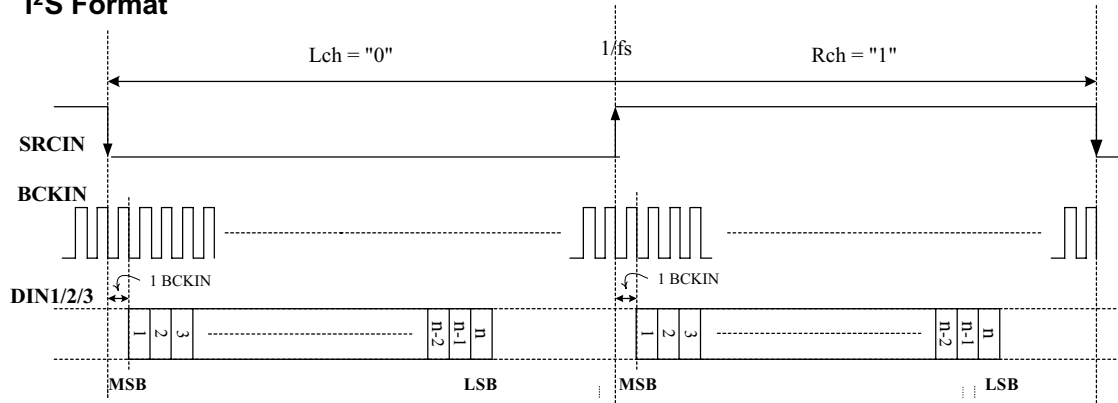 I²S Format
Lch = "0" 1/fs Rch = "1"
SRCIN
BCKIN
1 BCKIN 1 BCKIN
DIN1/2/3
1 2 3 n-2 n-1 n 1 2 3 n-2 n-1 n
MSB LSB MSB LSB